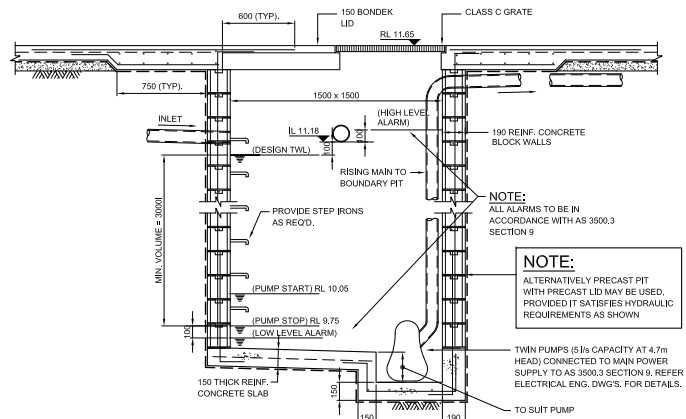 600 (TYP.)
150 BONDEK
LID
CLASS C GRATE
RL 11.65
750 (TYP.)
1500 x 1500
INLET
IL 11.18
(HIGH LEVEL
ALARM)
100
100
(DESIGN TWL)
190 REINF. CONCRETE
BLOCK WALLS
RISING MAIN TO
BOUNDARY PIT
NOTE:
ALL ALARMS TO BE IN
ACCORDANCE WITH AS 3500.3
SECTION 9
PROVIDE STEP IRONS
AS REQ'D.
MIN. VOLUME = 3000l
NOTE:
ALTERNATIVELY PRECAST PIT
WITH PRECAST LID MAY BE USED,
PROVIDED IT SATISFIES HYDRAULIC
REQUIREMENTS AS SHOWN
(PUMP START) RL 10.05
(PUMP STOP) RL 9.75
(LOW LEVEL ALARM)
100
TWIN PUMPS (5 l/s CAPACITY AT 4.7m
HEAD) CONNECTED TO MAIN POWER
SUPPLY TO AS 3500.3 SECTION 9. REFER
ELECTRICAL ENG. DWG'S. FOR DETAILS.
150 THICK REINF.
CONCRETE SLAB
150
150
190
TO SUIT PUMP